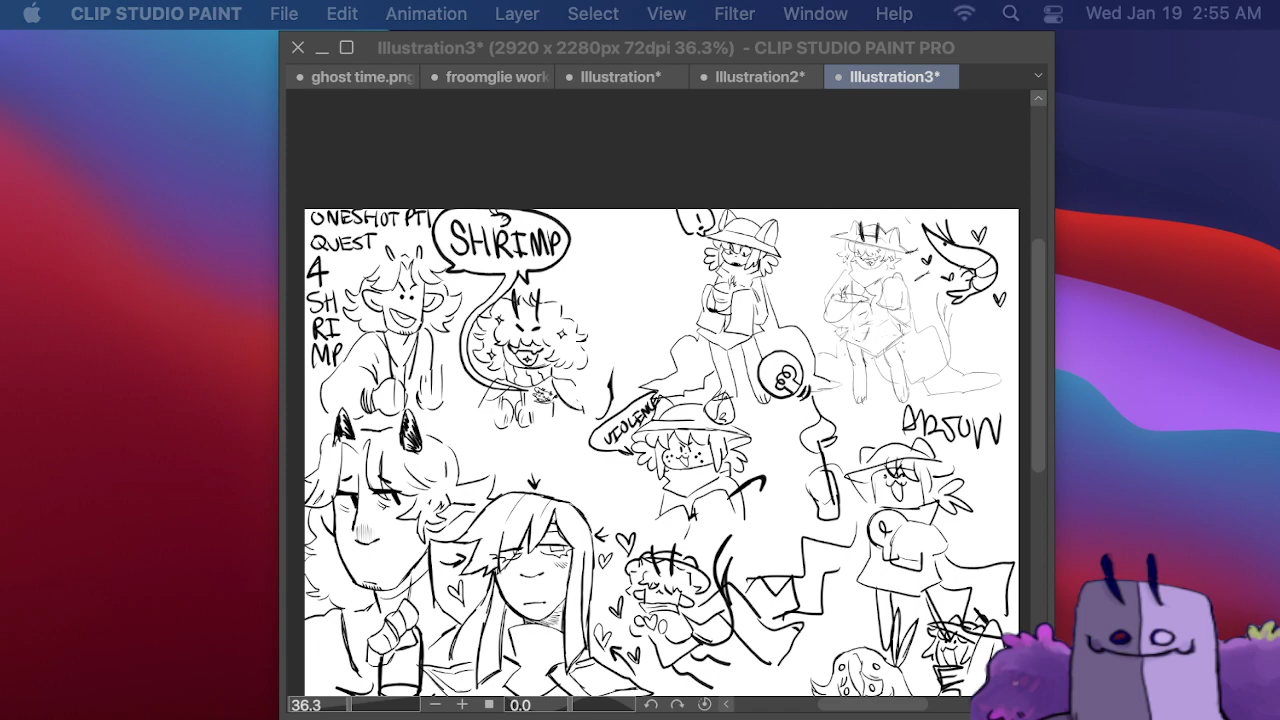 CLIP STUDIO PAINT File Edit Animation Layer Select View Filter Window Help Wed Jan 19 2:55 AM
Illustration3* (2920 x 2280px 72dpi 36.3%) - CLIP STUDIO PAINT PRO
ghost time.png froomglie work Illustration* Illustration2* Illustration3*
ONESHOT PT1
QUEST
4
SH
RI
MP
SHRIMP
!
VIOLENCE
36.3 0.0